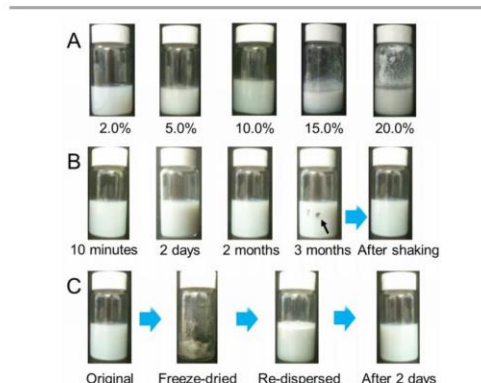 A
2.0% 5.0% 10.0% 15.0% 20.0%
B
10 minutes 2 days 2 months 3 months After shaking
C
Original Freeze-dried Re-dispersed After 2 days